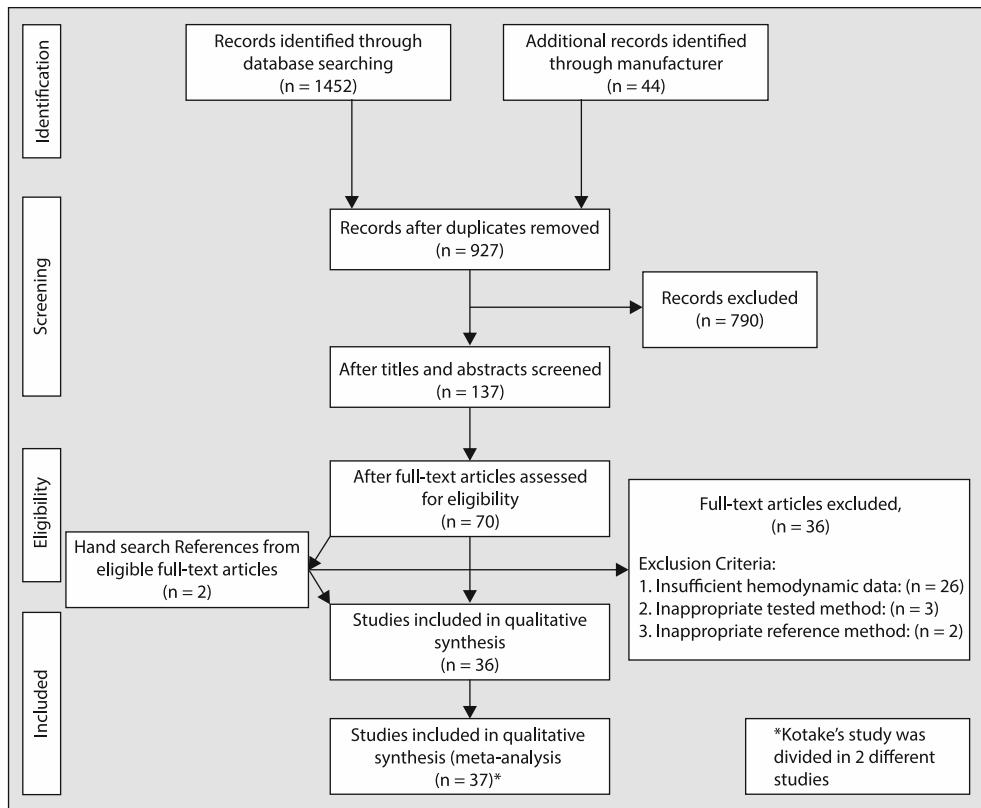 Identification
Records identified through
database searching
(n = 1452)
Additional records identified
through manufacturer
(n = 44)
Screening
Records after duplicates removed
(n = 927)
Records excluded
(n = 790)
After titles and abstracts screened
(n = 137)
Eligibility
After full-text articles assessed
for eligibility
(n = 70)
Hand search References from
eligible full-text articles
(n = 2)
Full-text articles excluded,
(n = 36)
Exclusion Criteria:
1. Insufficient hemodynamic data: (n = 26)
2. Inappropriate tested method: (n = 3)
3. Inappropriate reference method: (n = 2)
Included
Studies included in qualitative
synthesis
(n = 36)
Studies included in qualitative
synthesis (meta-analysis
(n = 37)*
*Kotake's study was
divided in 2 different
studies